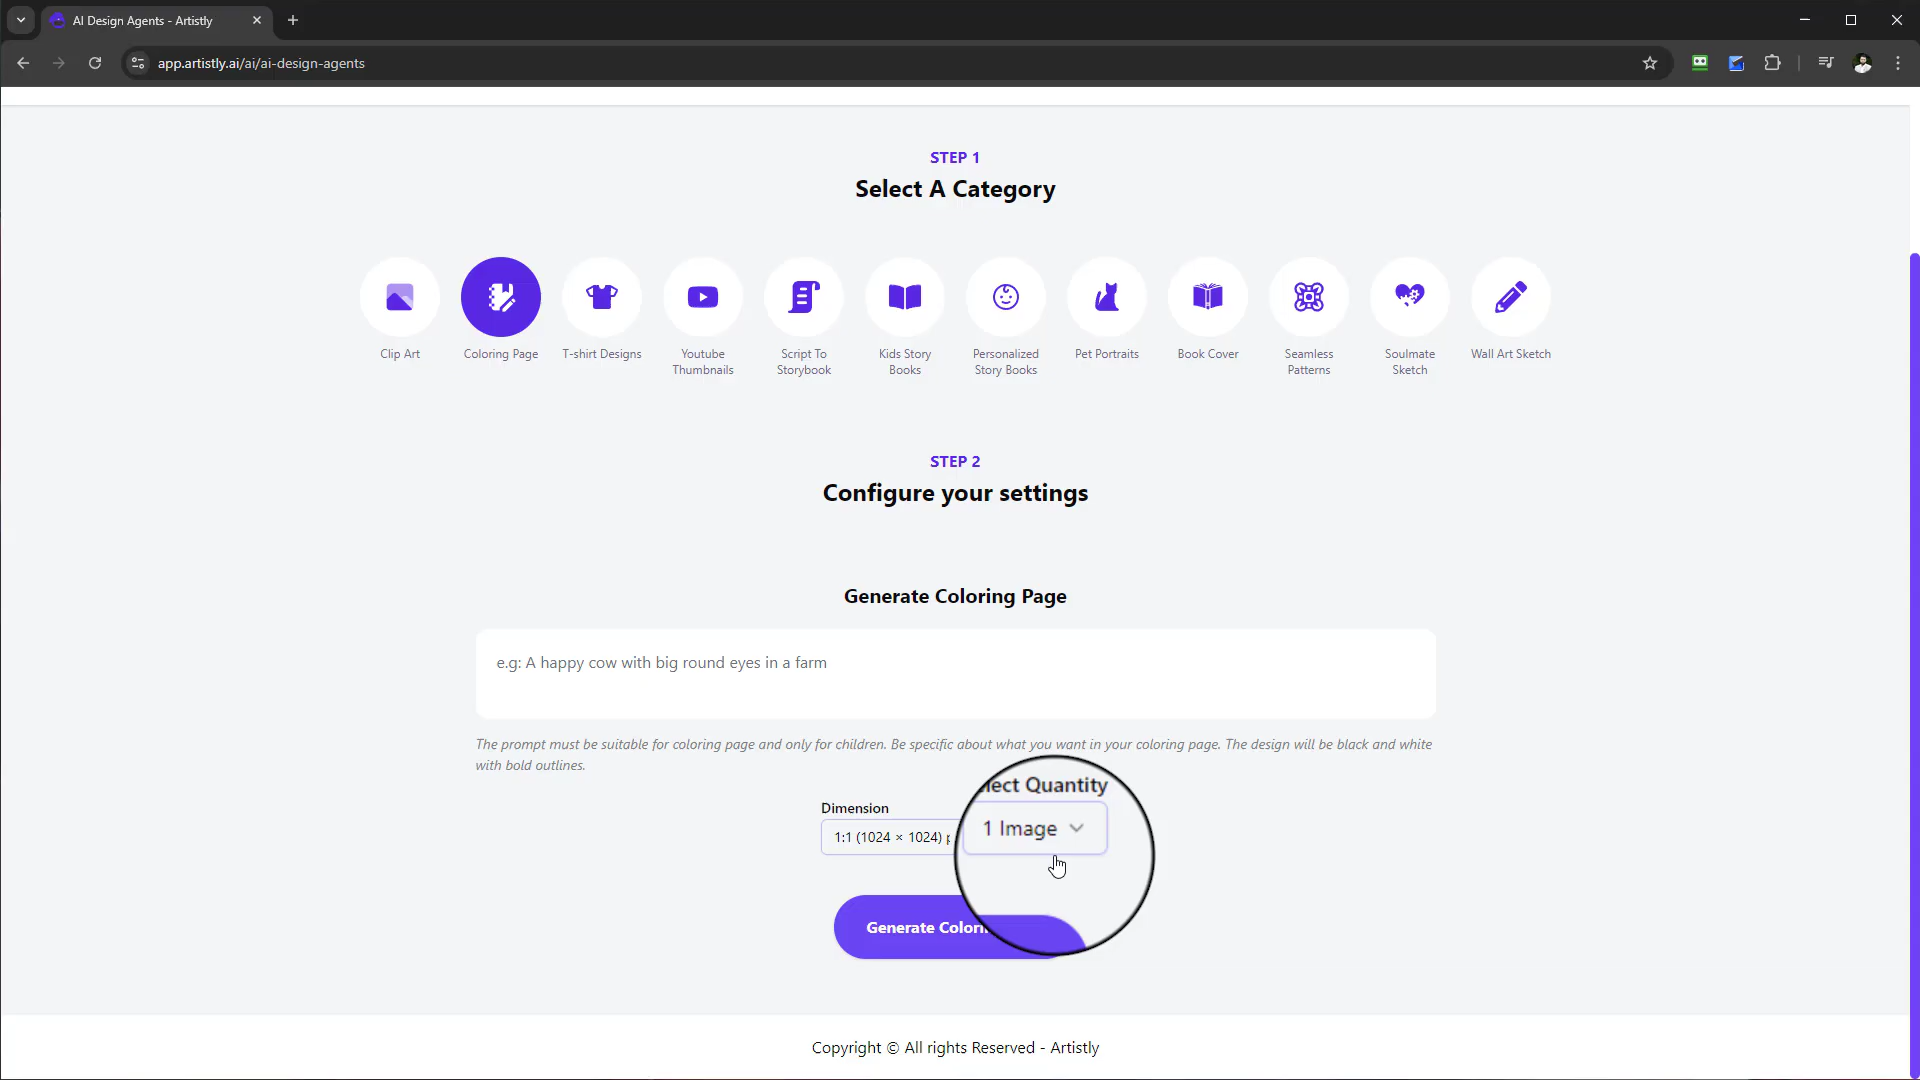 AI Design Agents - Artistly
app.artistly.ai/ai/ai-design-agents
STEP 1
Select A Category
Clip Art
Coloring Page
T-shirt Designs
Youtube
Thumbnails
Script To
Storybook
Kids Story
Books
Personalized
Story Books
Pet Portraits
Book Cover
Seamless
Patterns
Soulmate
Sketch
Wall Art Sketch
STEP 2
Configure your settings
Generate Coloring Page
e.g: A happy cow with big round eyes in a farm
The prompt must be suitable for coloring page and only for children. Be specific about what you want in your coloring page. The design will be black and white
with bold outlines.
Dimension
1:1 (1024 × 1024)
Quantity
1 Image
Generate
Copyright © All rights Reserved - Artistly